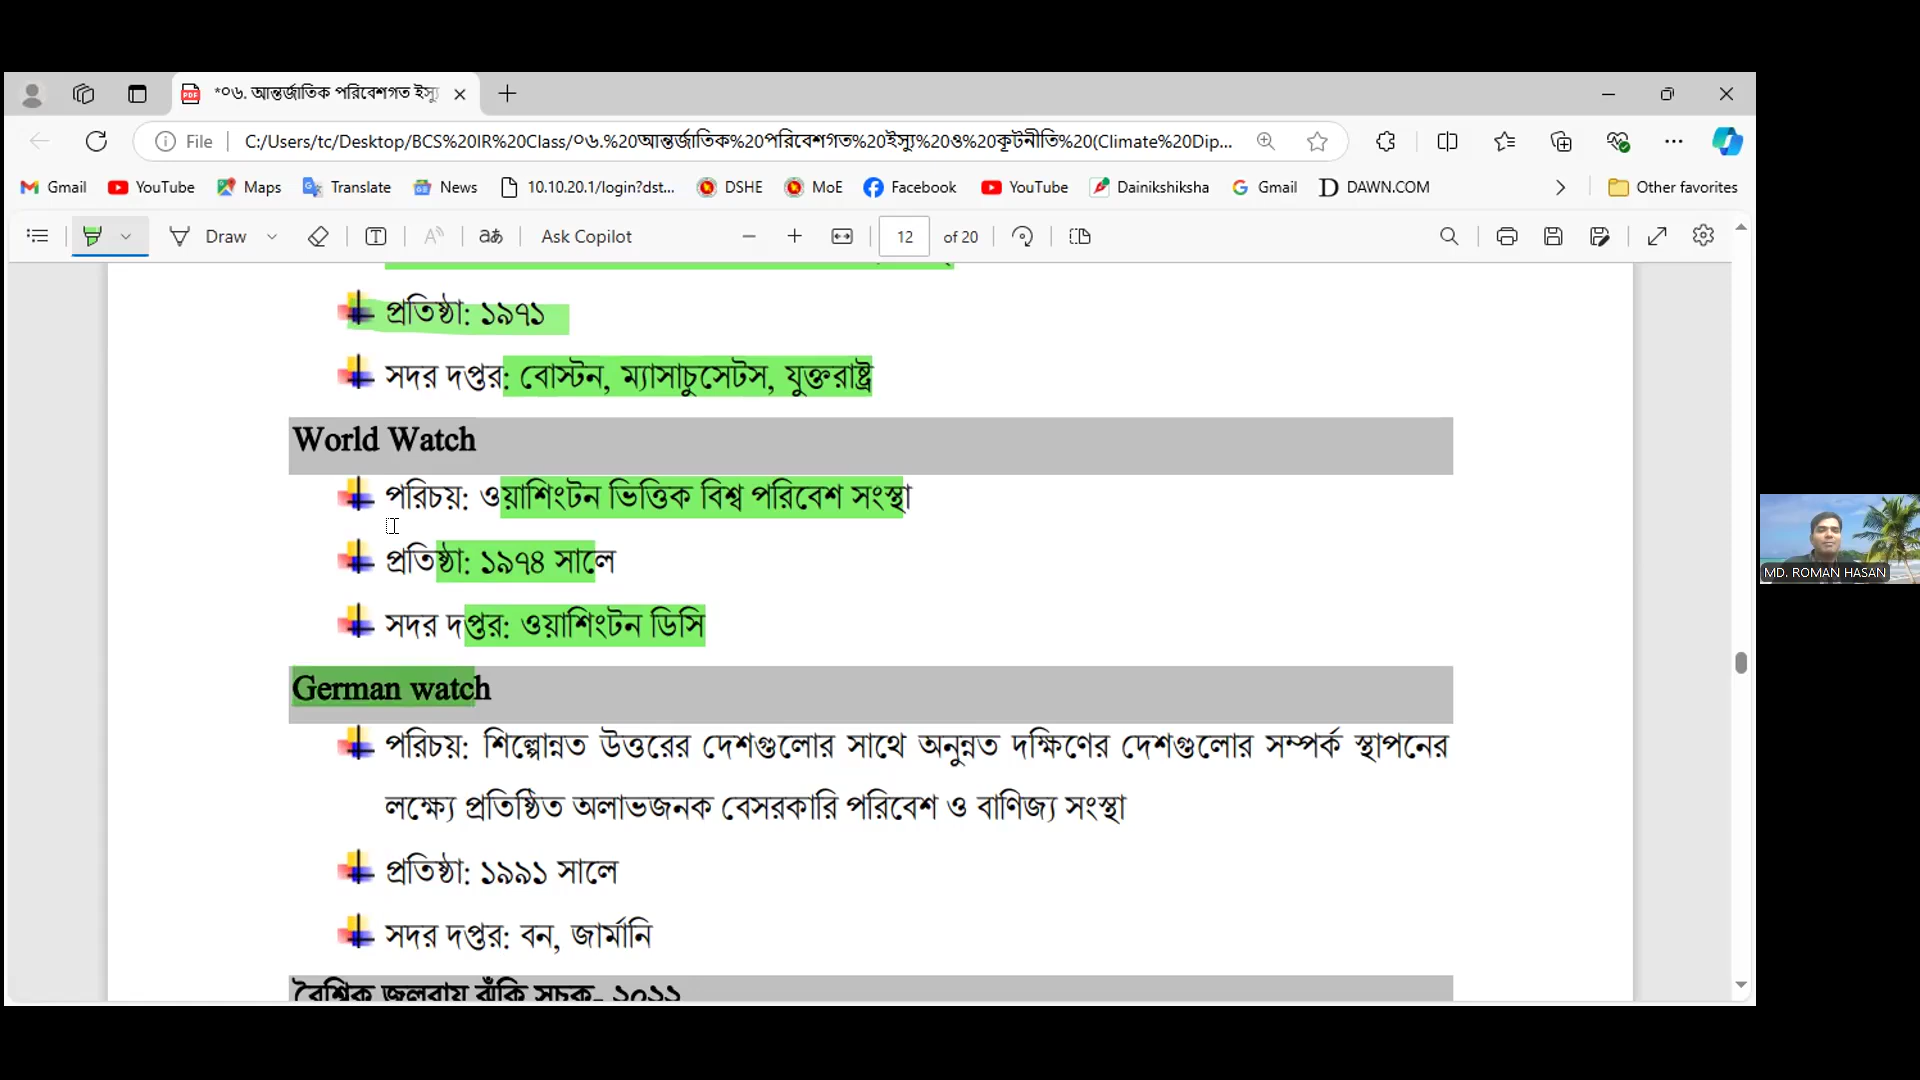 *০৬. আন্তর্জাতিক পরিবেশগত ইস্যু
File
C:/Users/tc/Desktop/BCS%20IR%20Class/০৬.%20আন্তর্জাতিক%20পরিবেশগত%20ইস্যু%20ও%20কূটনীতি%20(Climate%20Dip...
Gmail YouTube Maps Translate News 10.10.20.1/login?dst... DSHE MoE Facebook YouTube Dainikshiksha Gmail DAWN.COM Other favorites
Draw Ask Copilot 12 of 20
প্রতিষ্ঠা: ১৯৭১
সদর দপ্তর: বোস্টন, ম্যাসাচুসেটস, যুক্তরাষ্ট্র
World Watch
পরিচয়: ওয়াশিংটন ভিত্তিক বিশ্ব পরিবেশ সংস্থা
প্রতিষ্ঠা: ১৯৭৪ সালে
সদর দপ্তর: ওয়াশিংটন ডিসি
German watch
পরিচয়: শিল্পোন্নত উত্তরের দেশগুলোর সাথে অনুন্নত দক্ষিণের দেশগুলোর সম্পর্ক স্থাপনের
লক্ষ্যে প্রতিষ্ঠিত অলাভজনক বেসরকারি পরিবেশ ও বাণিজ্য সংস্থা
প্রতিষ্ঠা: ১৯৯১ সালে
সদর দপ্তর: বন, জার্মানি
বৈশ্বিক জলবায়ু ঝুঁকি সূচক-
MD. ROMAN HASAN